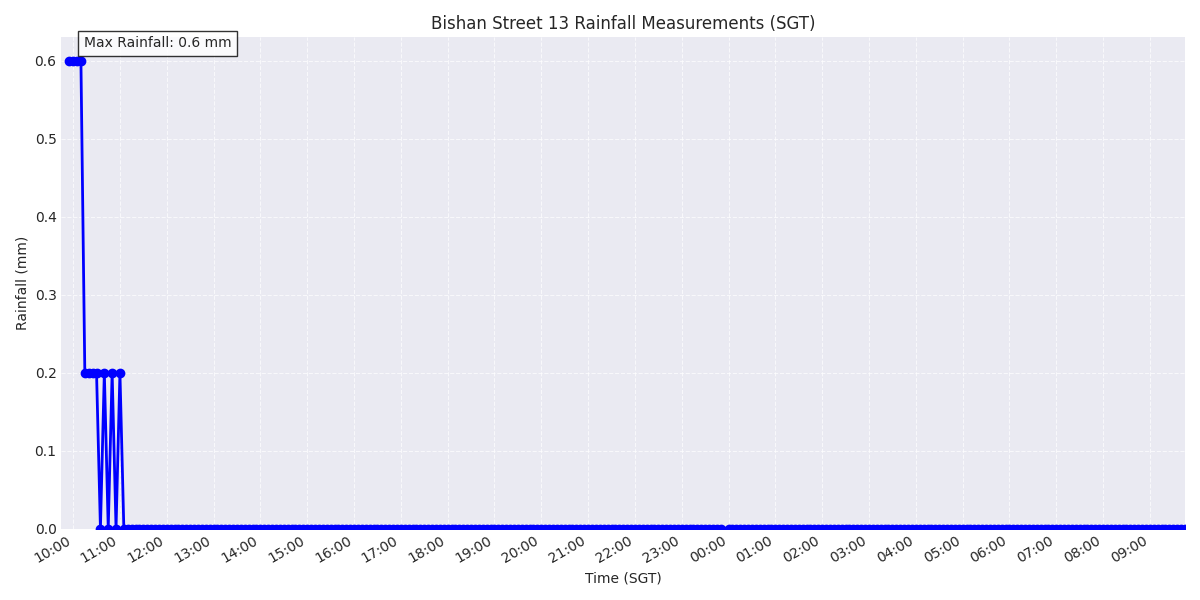 Bishan Street 13 Rainfall Measurements (SGT)
Max Rainfall: 0.6 mm
0.6
0.5
0.4
0.3
0.2
0.1
0.0
Rainfall (mm)
10:00 11:00 12:00 13:00 14:00 15:00 16:00 17:00 18:00 19:00 20:00 21:00 22:00 23:00 00:00 01:00 02:00 03:00 04:00 05:00 06:00 07:00 08:00 09:00
Time (SGT)